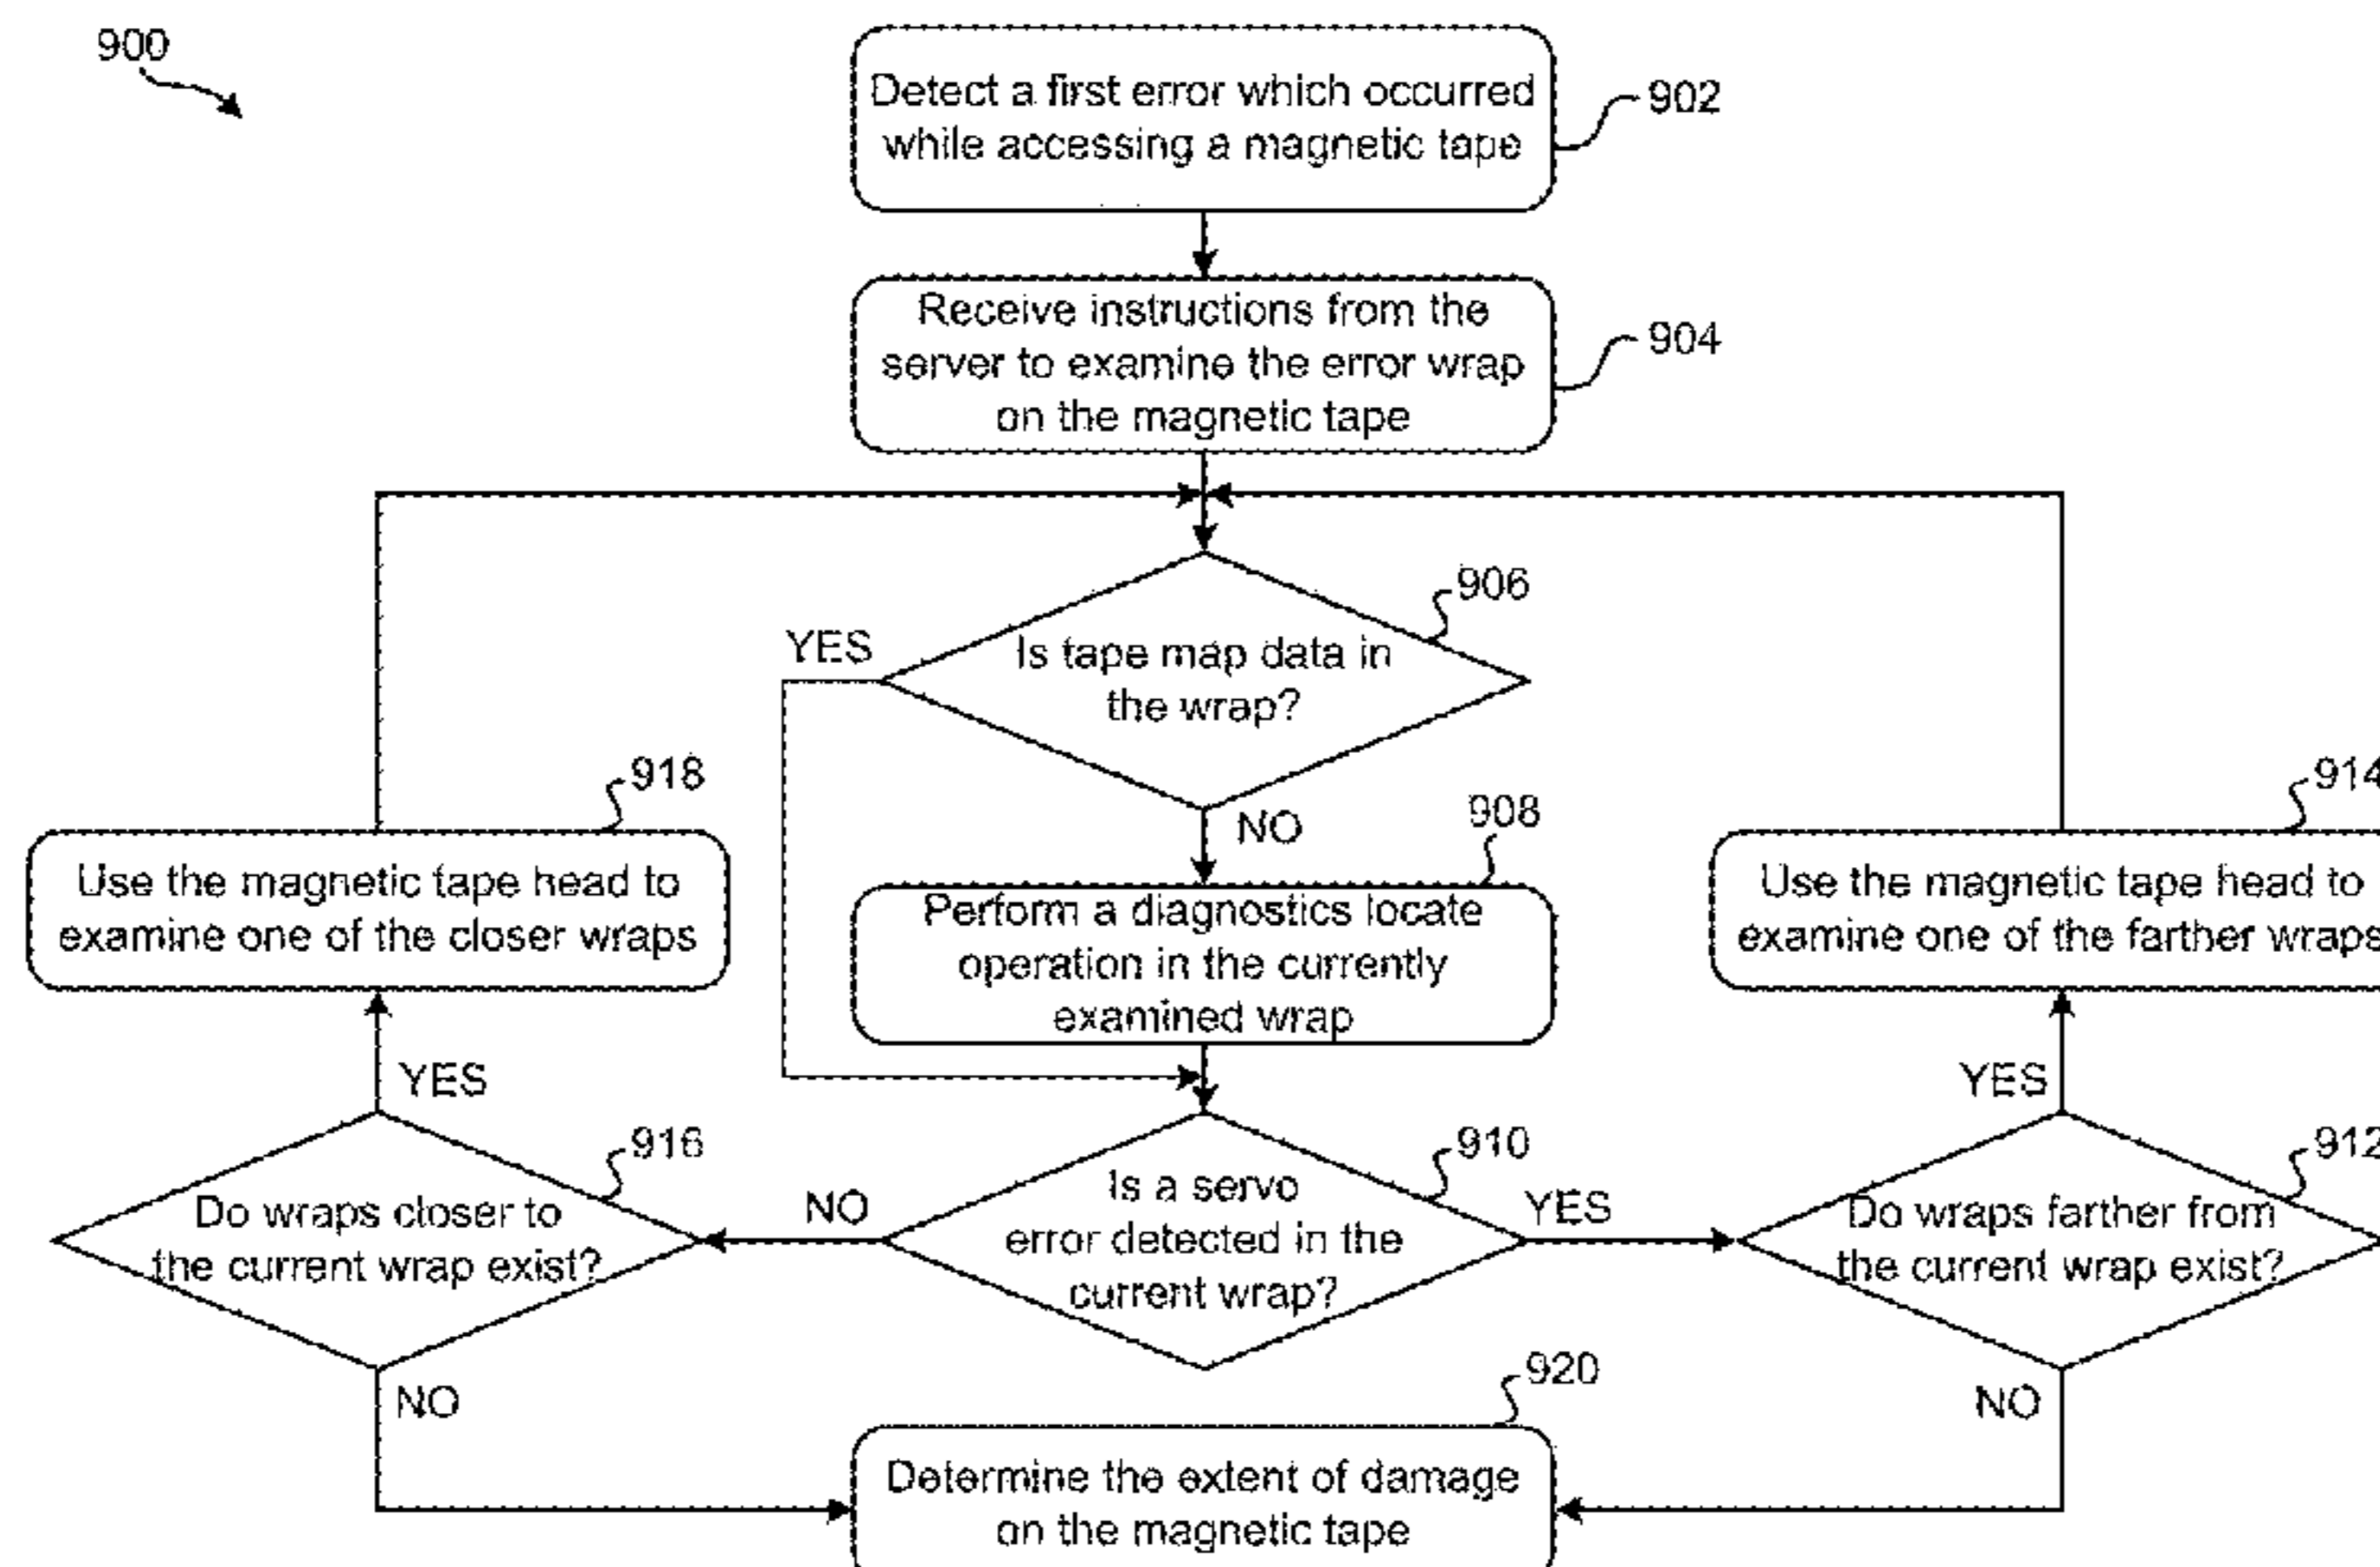 900
Detect a first error which occurred
while accessing a magnetic tape
902
Receive instructions from the
server to examine the error wrap
on the magnetic tape
904
906
YES
Is tape map data in
the wrap?
NO
918
Use the magnetic tape head to
examine one of the closer wraps
908
Perform a diagnostics locate
operation in the currently
examined wrap
914
Use the magnetic tape head to
examine one of the farther wraps
YES
YES
916
Do wraps closer to
the current wrap exist?
NO
NO
910
Is a servo
error detected in the
current wrap?
YES
912
Do wraps farther from
the current wrap exist?
NO
920
Determine the extent of damage
on the magnetic tape